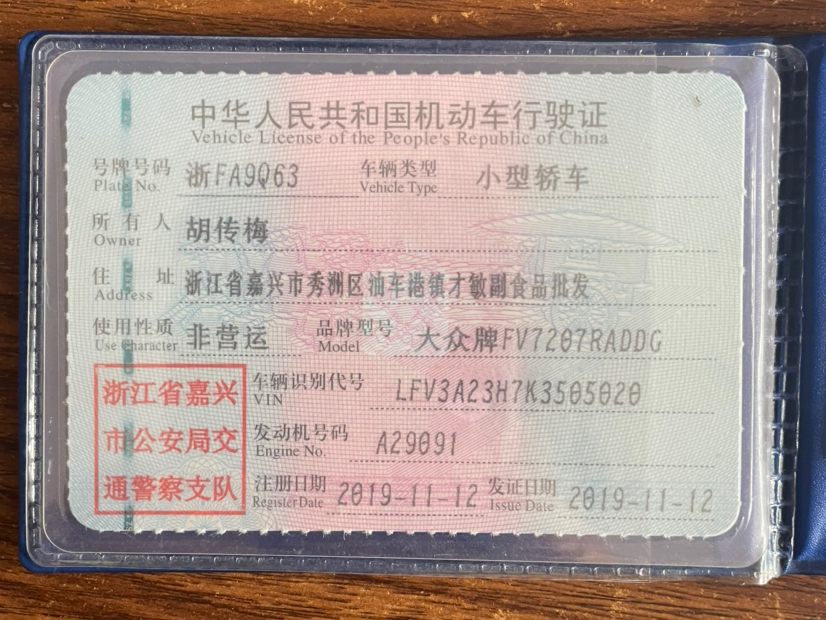 中华人民共和国机动车行驶证
Vehicle License of the People's Republic of China
号牌号码 浙FA9Q63 车辆类型 小型轿车
Plate No. Vehicle Type
所有人 胡传梅
Owner
住址 浙江省嘉兴市秀洲区油车港镇才敏副食品批发
Address
使用性质 非营运 品牌型号 大众牌FV7207RADDG
Use Character Model
浙江省嘉兴
市公安局交
通警察支队
车辆识别代号 LFV3A23H7K3505020
VIN
发动机号码 A29091
Engine No.
注册日期 2019-11-12 发证日期 2019-11-12
Register Date Issue Date